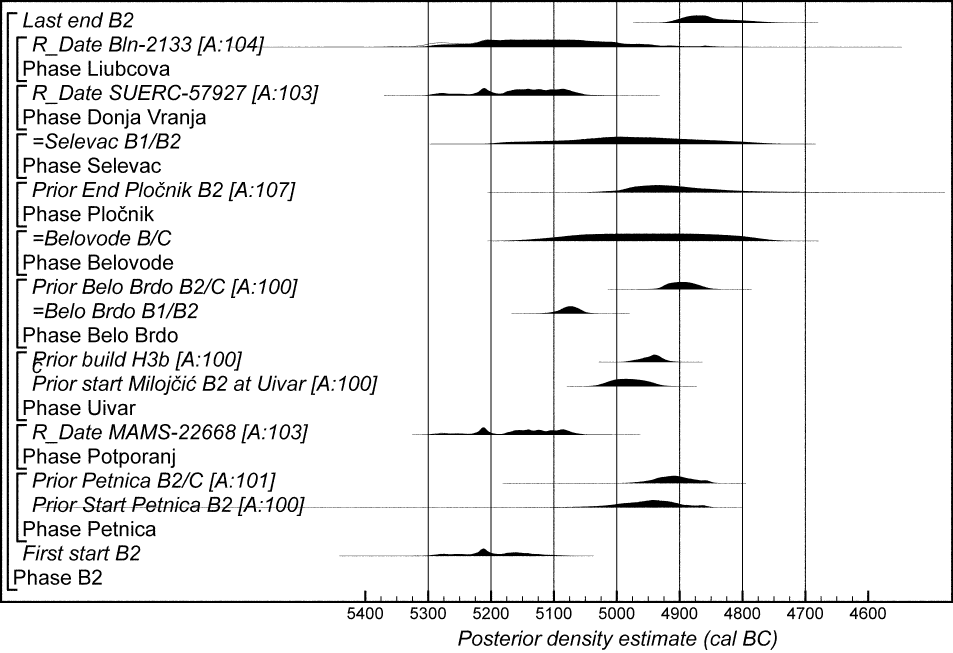 Last end B2
R_Date Bln-2133 [A:104]
Phase Liubcova
R_Date SUERC-57927 [A:103]
Phase Donja Vranja
=Selevac B1/B2
Phase Selevac
Prior End Pločnik B2 [A:107]
Phase Pločnik
=Belovode B/C
Phase Belovode
Prior Belo Brdo B2/C [A:100]
=Belo Brdo B1/B2
Phase Belo Brdo
Prior build H3b [A:100]
Prior start Milojčić B2 at Uivar [A:100]
Phase Uivar
R_Date MAMS-22668 [A:103]
Phase Potporanj
Prior Petnica B2/C [A:101]
Prior Start Petnica B2 [A:100]
Phase Petnica
First start B2
Phase B2
5400 5300 5200 5100 5000 4900 4800 4700 4600
Posterior density estimate (cal BC)